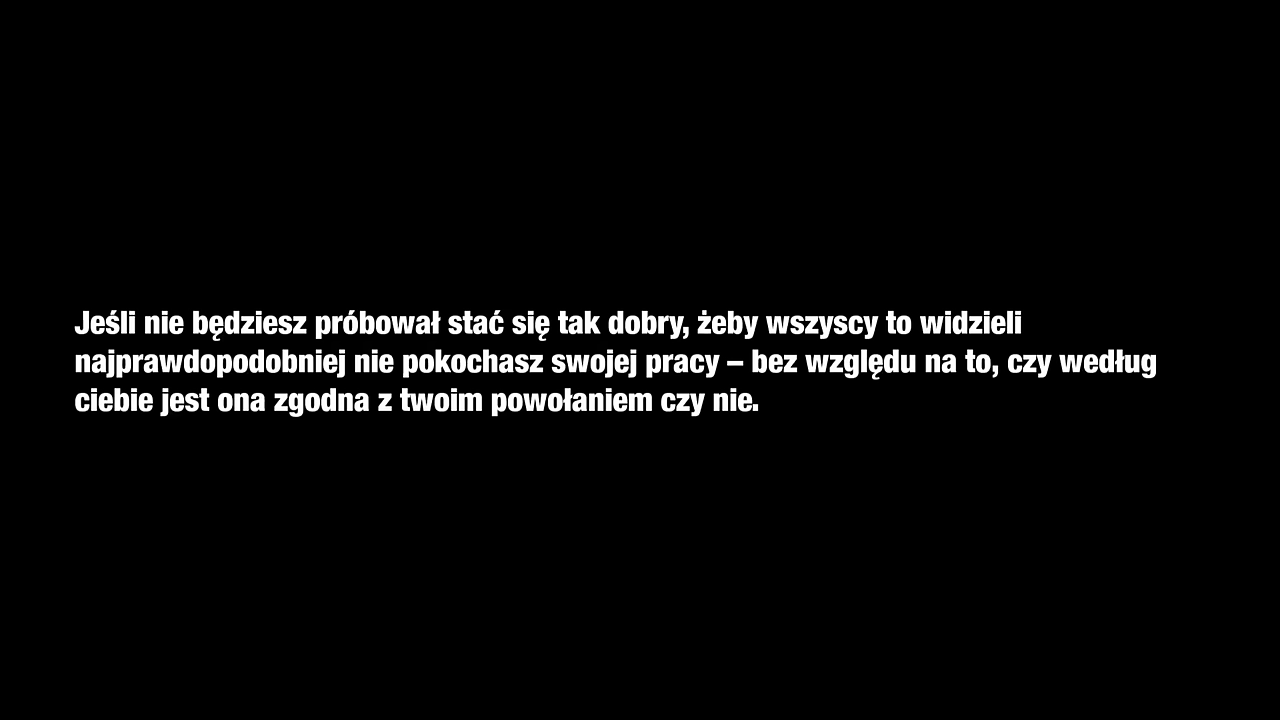 Jeśli nie będziesz próbował stać się tak dobry, żeby wszyscy to widzieli
najprawdopodobniej nie pokochasz swojej pracy – bez względu na to, czy według
ciebie jest ona zgodna z twoim powołaniem czy nie.